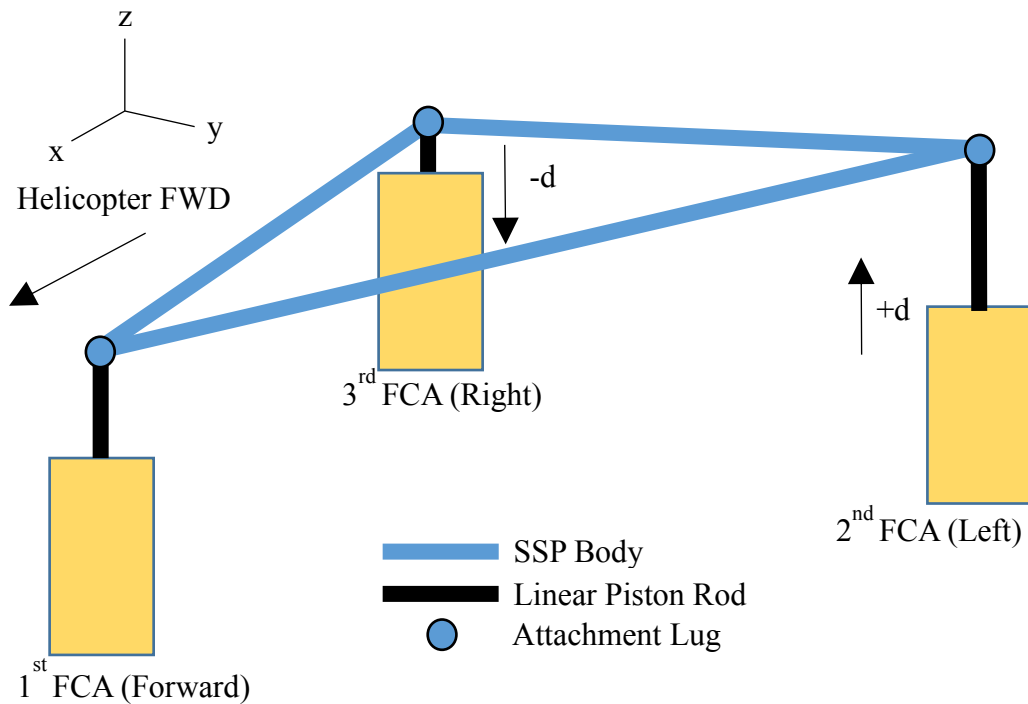 z
y
x
Helicopter FWD
-d
+d
3rd FCA (Right)
2nd FCA (Left)
SSP Body
Linear Piston Rod
Attachment Lug
1st FCA (Forward)